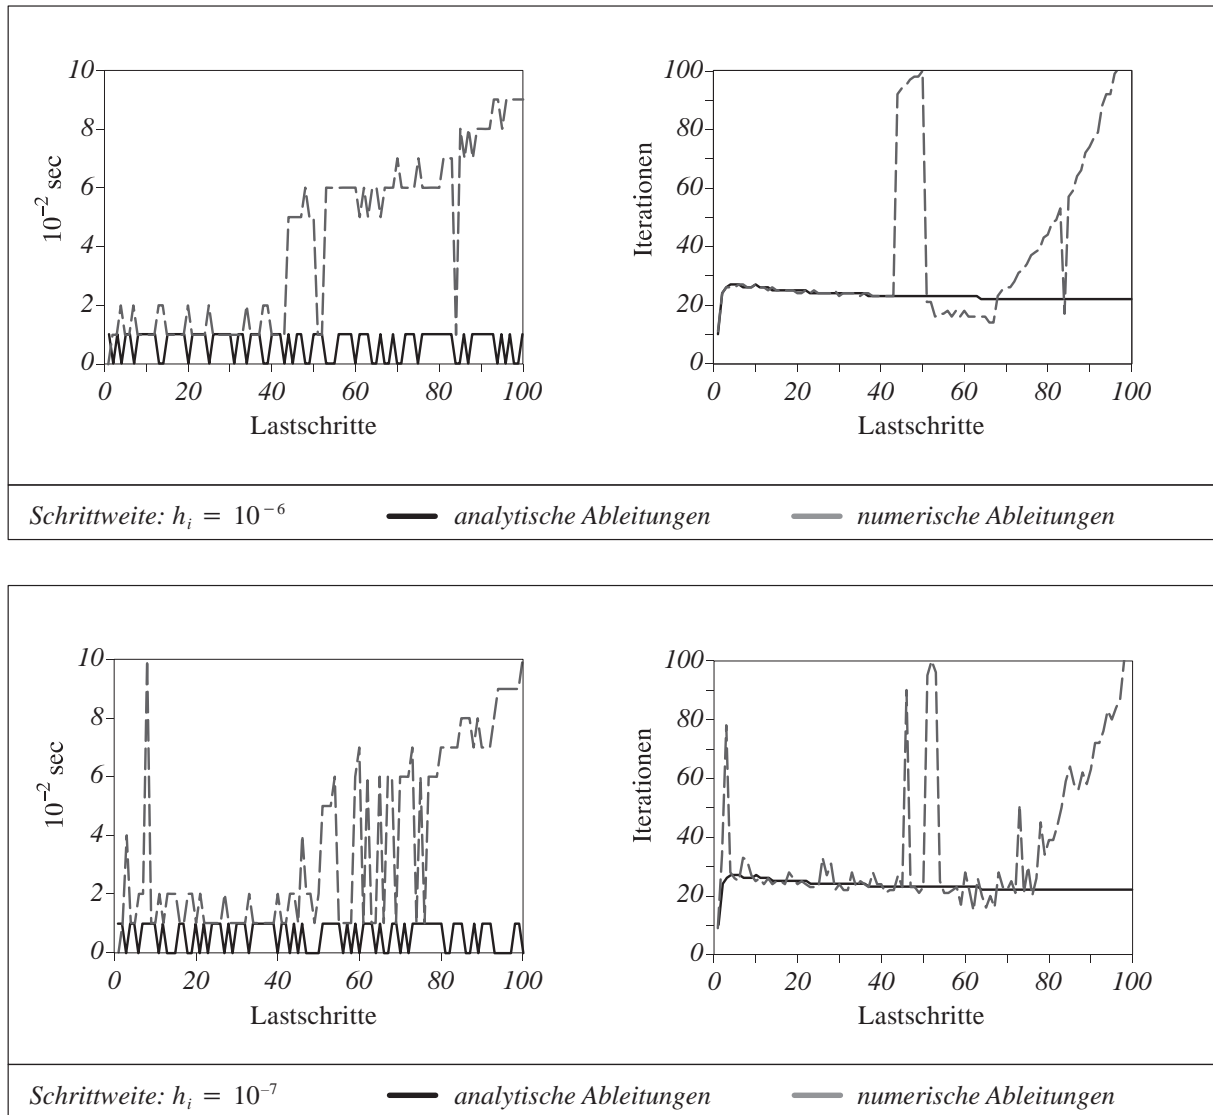 10
8
6
4
2
0
10⁻² sec
0 20 40 60 80 100
Lastschritte
100
80
60
40
20
0
Iterationen
0 20 40 60 80 100
Lastschritte
Schrittweite: hᵢ = 10⁻⁶ analytische Ableitungen numerische Ableitungen
10
8
6
4
2
0
10⁻² sec
0 20 40 60 80 100
Lastschritte
100
80
60
40
20
0
Iterationen
0 20 40 60 80 100
Lastschritte
Schrittweite: hᵢ = 10⁻⁷ analytische Ableitungen numerische Ableitungen